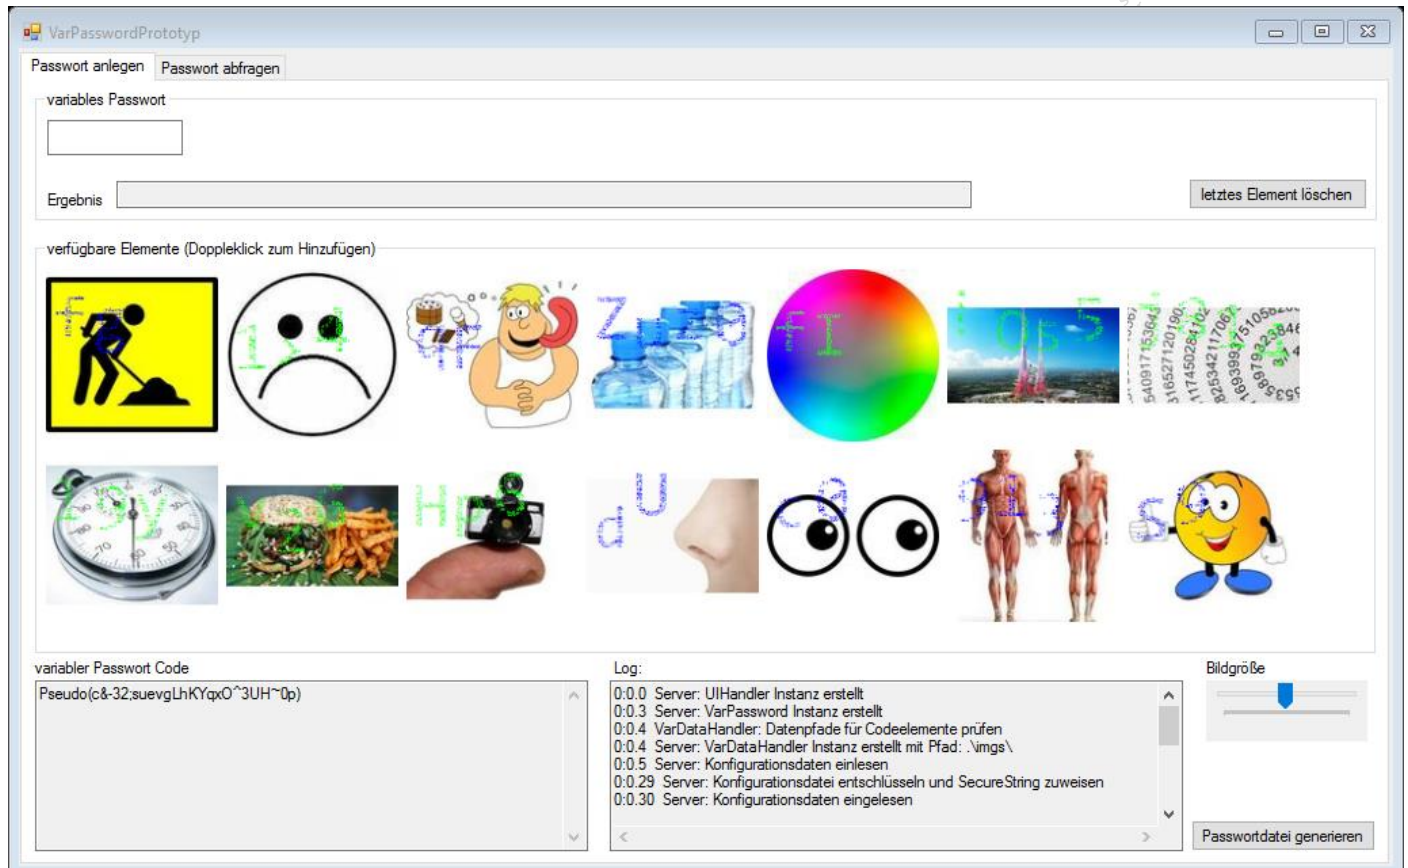 VarPasswordPrototyp
Passwort anlegen Passwort abfragen
variables Passwort
Ergebnis
letztes Element löschen
verfügbare Elemente (Doppleklick zum Hinzufügen)
variabler Passwort Code
Pseudo(c&-32;suevgLhKYqxO^3UH~0p)
Log:
0:0.0 Server: UIHandler Instanz erstellt
0:0.3 Server: VarPassword Instanz erstellt
0:0.4 VarDataHandler: Datenpfade für Codeelemente prüfen
0:0.4 Server: VarDataHandler Instanz erstellt mit Pfad: .\imgs\
0:0.5 Server: Konfigurationsdaten einlesen
0:0.29 Server: Konfigurationsdatei entschlüsseln und SecureString zuweisen
0:0.30 Server: Konfigurationsdaten eingelesen
Bildgröße
Passwortdatei generieren